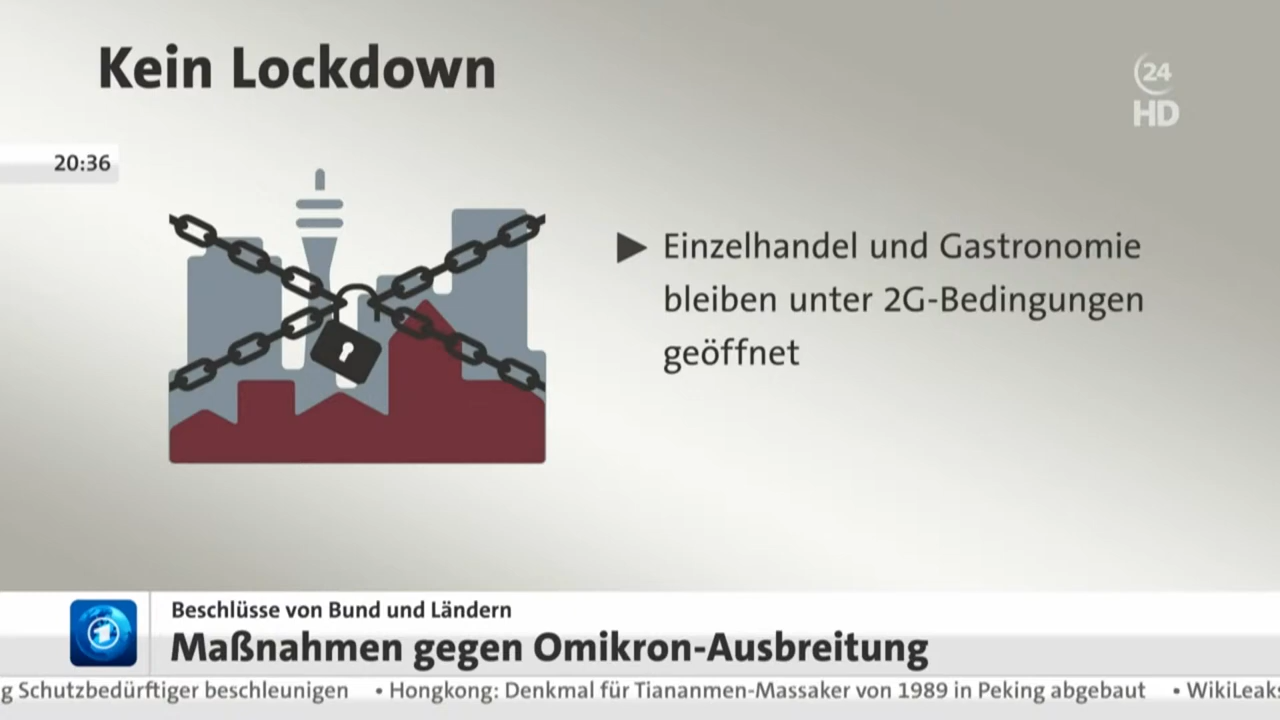 Kein Lockdown
24
HD
20:36
Einzelhandel und Gastronomie
bleiben unter 2G-Bedingungen
geöffnet
Beschlüsse von Bund und Ländern
Maßnahmen gegen Omikron-Ausbreitung
g Schutzbedürftiger beschleunigen • Hongkong: Denkmal für Tiananmen-Massaker von 1989 in Peking abgebaut • WikiLeaks